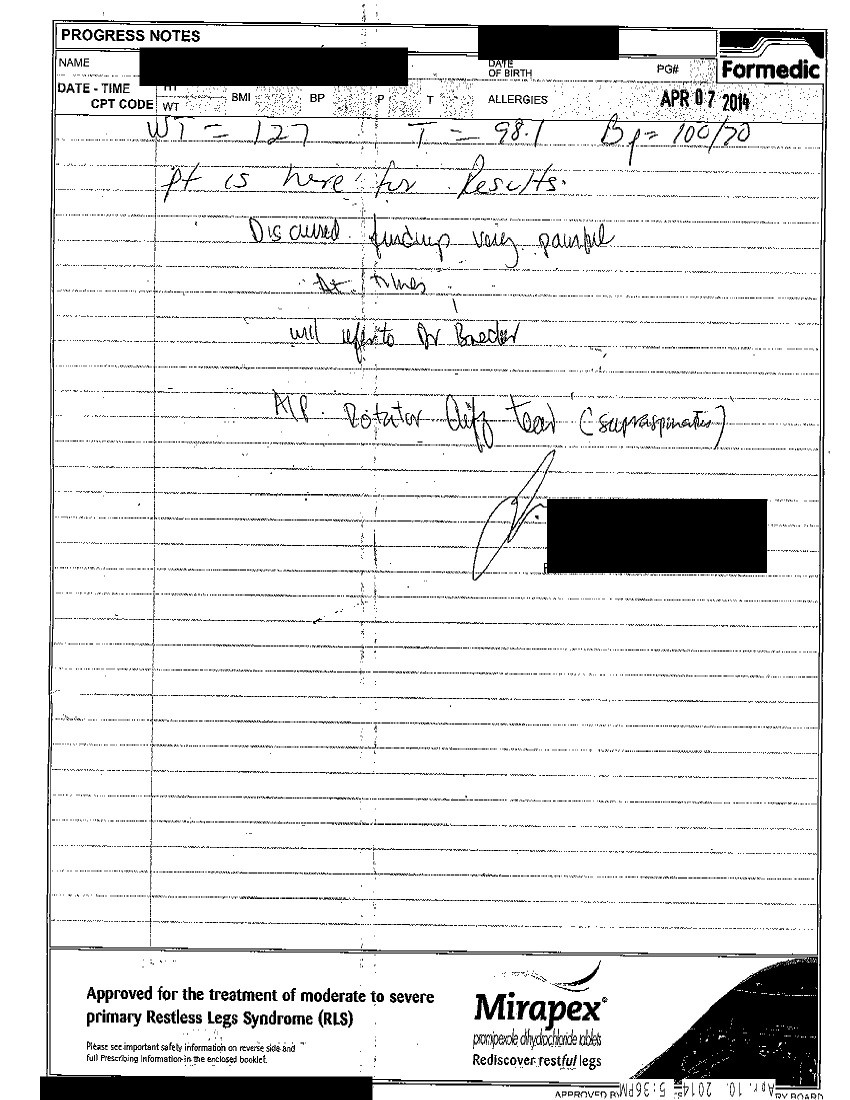 PROGRESS NOTES
NAME
DATE OF BIRTH
PG#
Formedic
DATE - TIME
CPT CODE
HT
WT
BMI
BP
P
T
ALLERGIES
APR 07 2014
WT = 127 T = 98.1 Bp= 100/70
Pt is here for Results.
Discussed findings very painful
At times
will refer to Dr
A/P. Rotator Cuff tear (supraspinatus)
Approved for the treatment of moderate to severe
primary Restless Legs Syndrome (RLS)
Please see important safety information on reverse side and
full Prescribing Information in the enclosed booklet.
Mirapex®
pramipexole dihydrochloride tablets
Rediscover restful legs
APPROVED BY
RY BOARD
Apr. 10. 2014 5:36PM